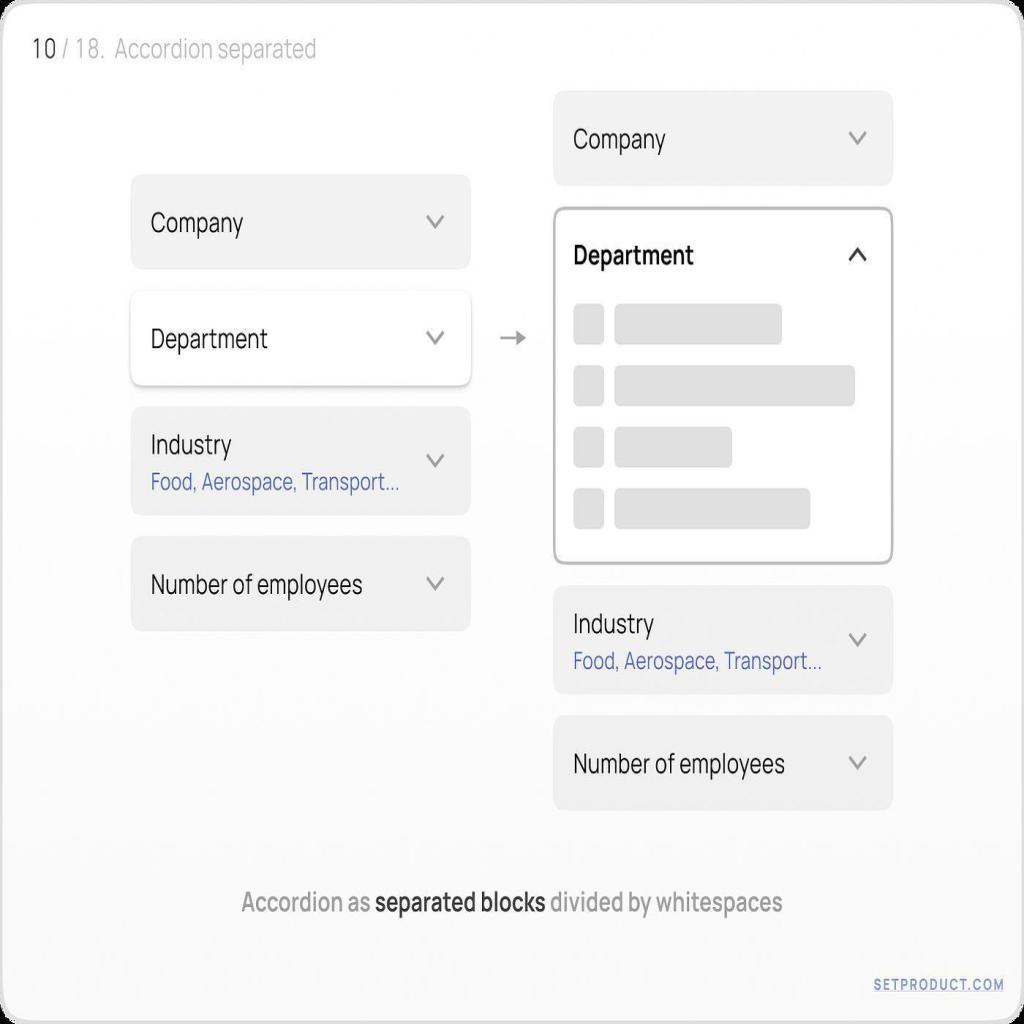 10 / 18. Accordion separated
Company
Department
Industry
Food, Aerospace, Transport...
Number of employees
Company
Department
Industry
Food, Aerospace, Transport...
Number of employees
Accordion as separated blocks divided by whitespaces
SETPRODUCT.COM